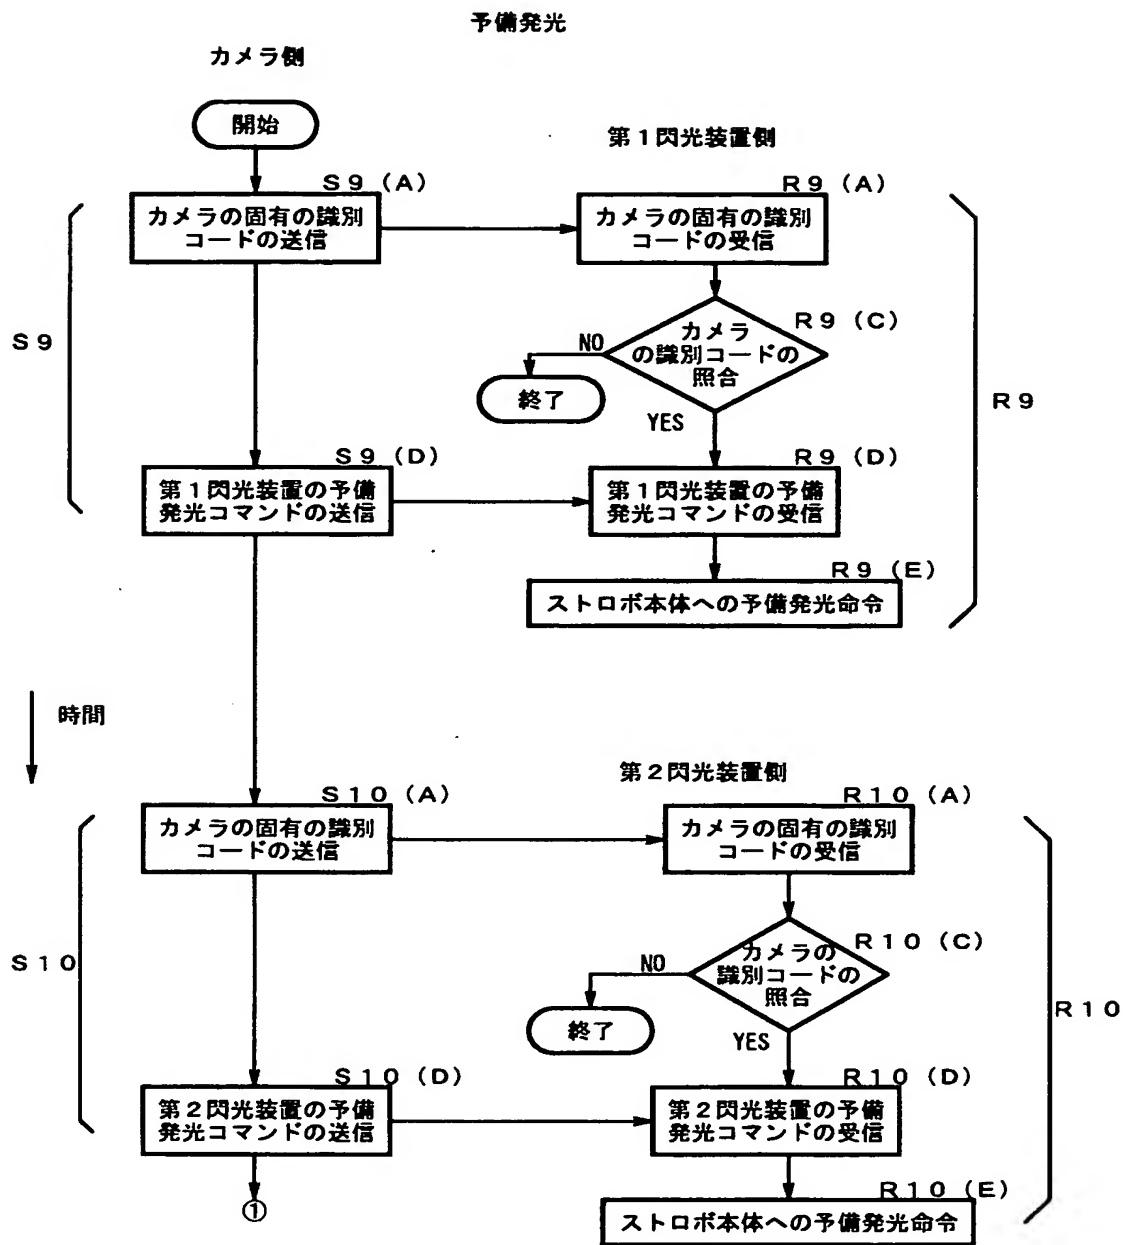 予備発光
カメラ側
開始
第1閃光装置側
S9(A)
R9(A)
カメラの固有の識別
コードの送信
カメラの固有の識別
コードの受信
S9
R9(C)
カメラ
の識別コードの
照合
NO
終了
YES
R9
S9(D)
R9(D)
第1閃光装置の予備
発光コマンドの送信
第1閃光装置の予備
発光コマンドの受信
R9(E)
ストロボ本体への予備発光命令
時間
第2閃光装置側
S10(A)
R10(A)
カメラの固有の識別
コードの送信
カメラの固有の識別
コードの受信
S10
R10(C)
カメラの
識別コードの
照合
NO
終了
YES
R10
S10(D)
R10(D)
第2閃光装置の予備
発光コマンドの送信
第2閃光装置の予備
発光コマンドの受信
①
R10(E)
ストロボ本体への予備発光命令